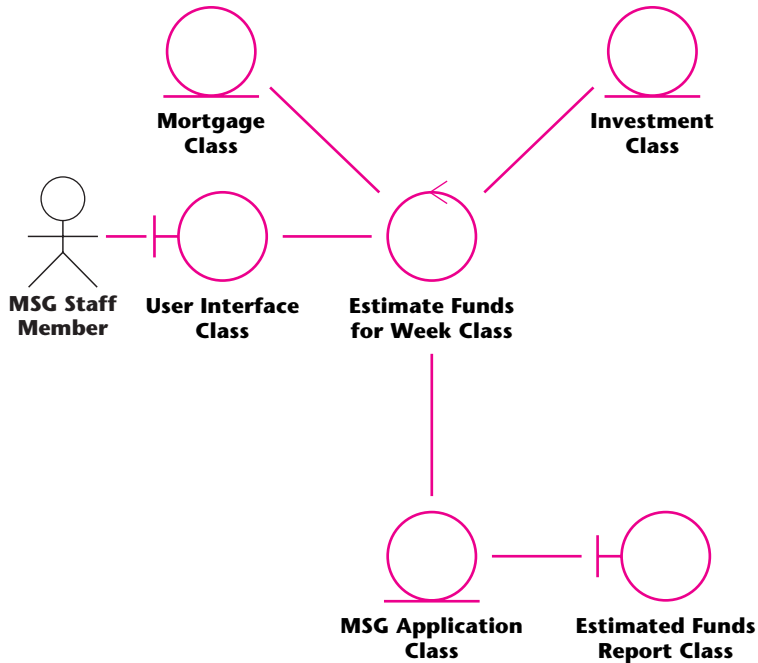 Mortgage
Class
Investment
Class
MSG Staff
Member
User Interface
Class
Estimate Funds
for Week Class
MSG Application
Class
Estimated Funds
Report Class